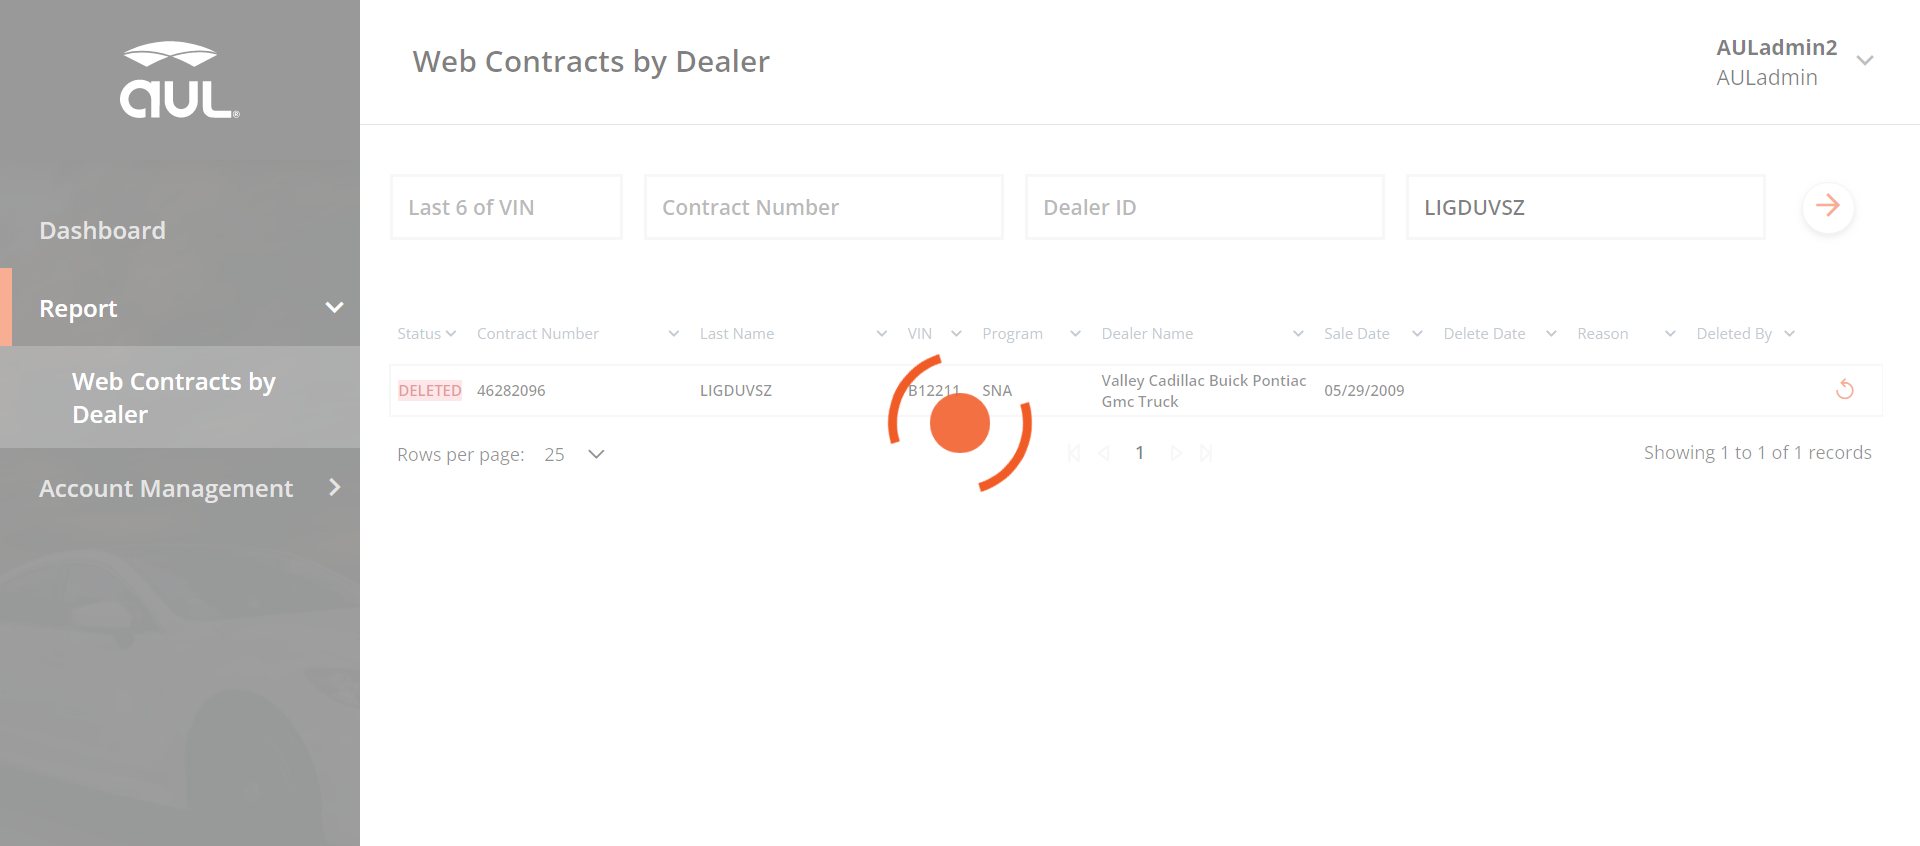 aul®
Dashboard
Report
Web Contracts by
Dealer
Account Management
Web Contracts by Dealer
AULadmin2
AULadmin
Last 6 of VIN
Contract Number
Dealer ID
LIGDUVSZ
Status Contract Number Last Name VIN Program Dealer Name Sale Date Delete Date Reason Deleted By
DELETED 46282096 LIGDUVSZ B12211 SNA Valley Cadillac Buick Pontiac 05/29/2009
Gmc Truck
Rows per page: 25
1
Showing 1 to 1 of 1 records